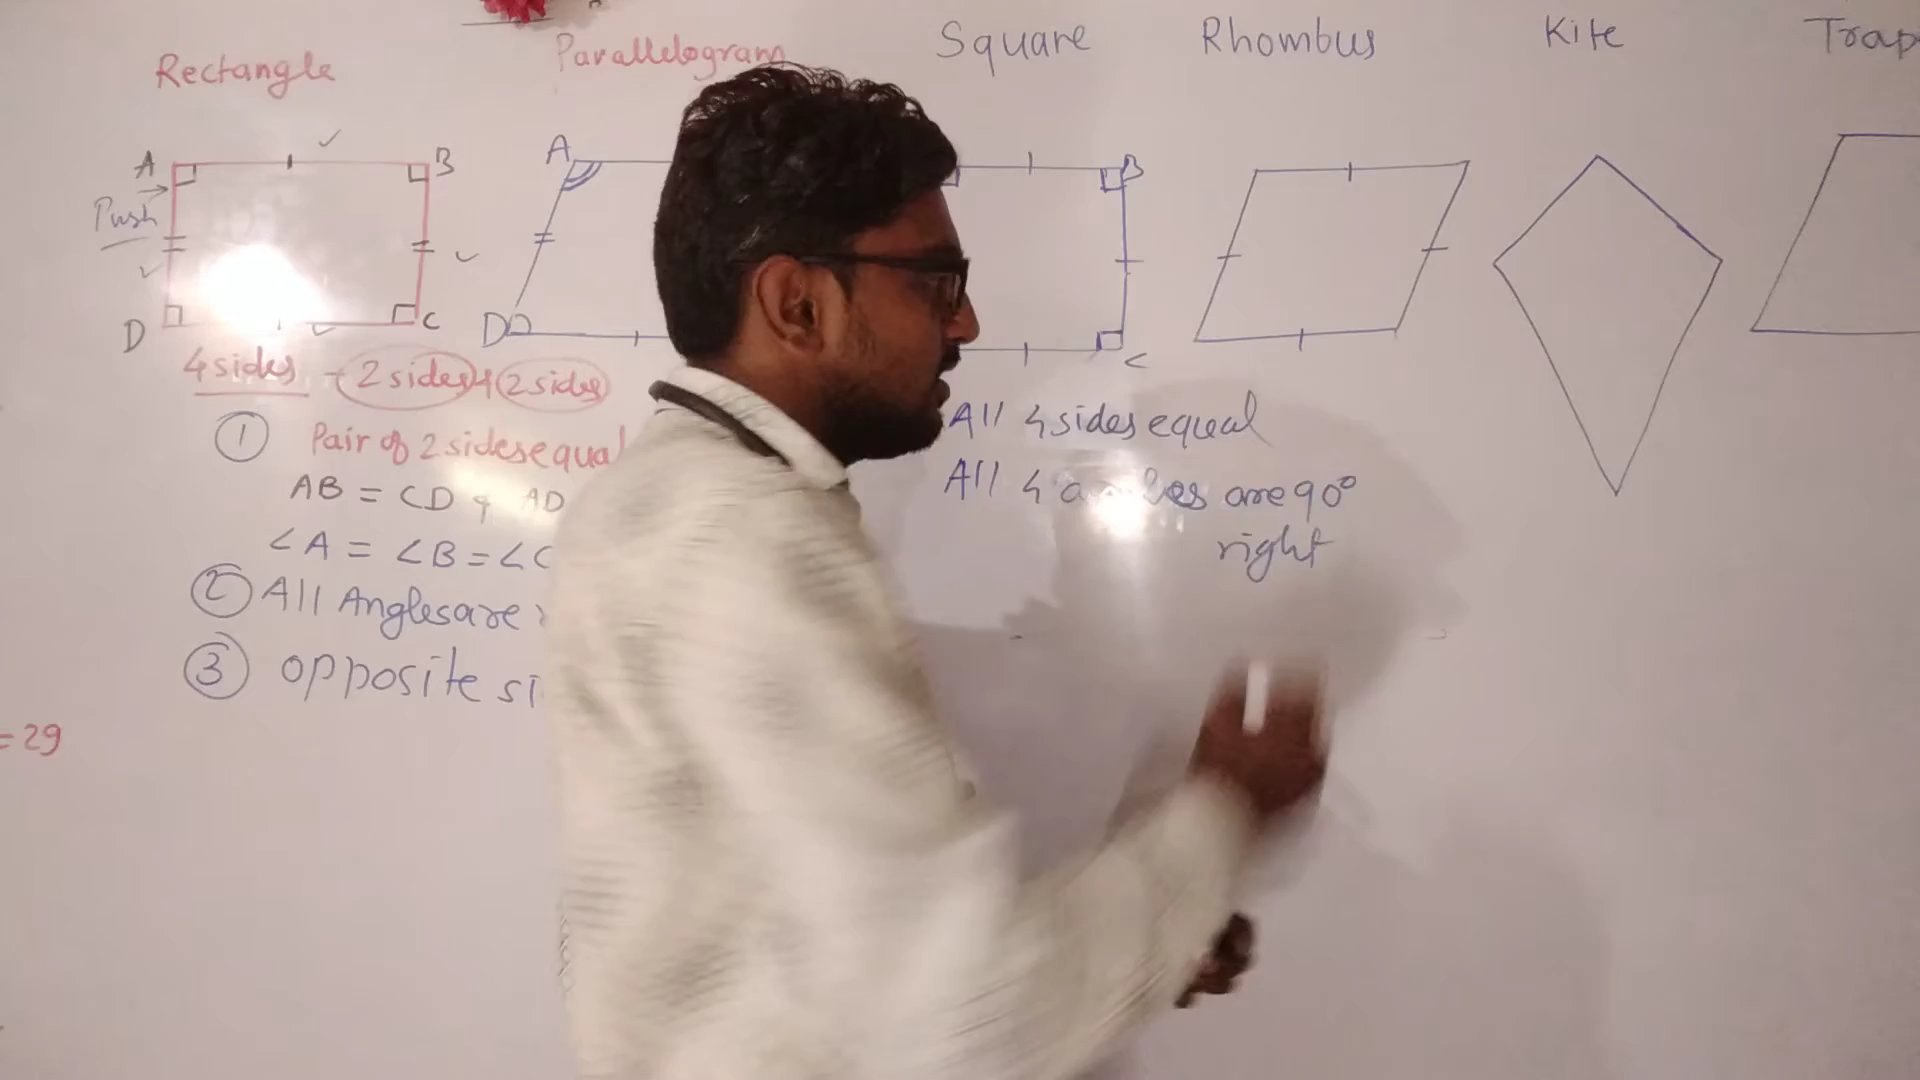 Rectangle
Parallelogram
Square
Rhombus
Kite
Trap
A
B
Push
D
C
A
D
B
C
4 sides - 2 sides + 2 sides
① Pair of 2 sides equal
AB = CD & AD
∠A = ∠B = ∠C
② All Angles are
③ opposite si
= 29
All 4 sides equal
All 4 angles are 90°
right